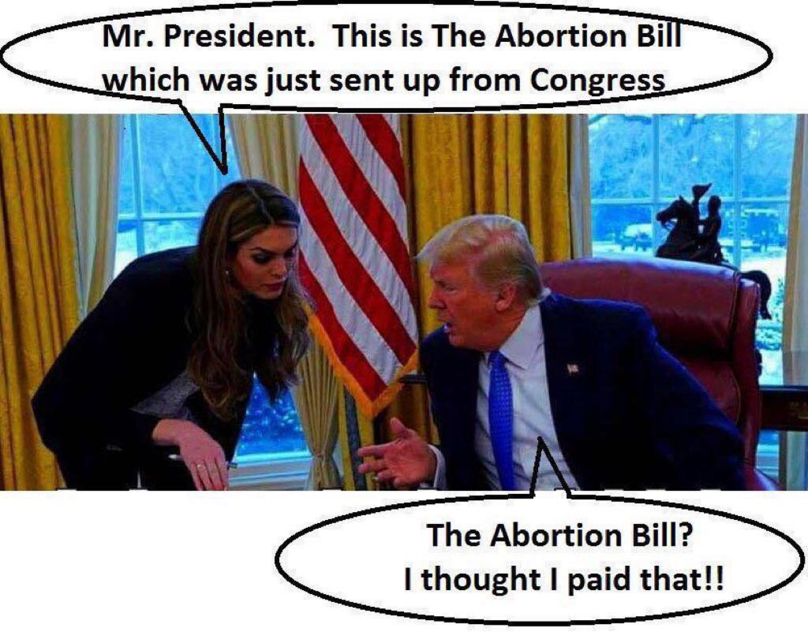 Mr. President.  This is The Abortion Bill
which was just sent up from Congress
The Abortion Bill?
I thought I paid that!!